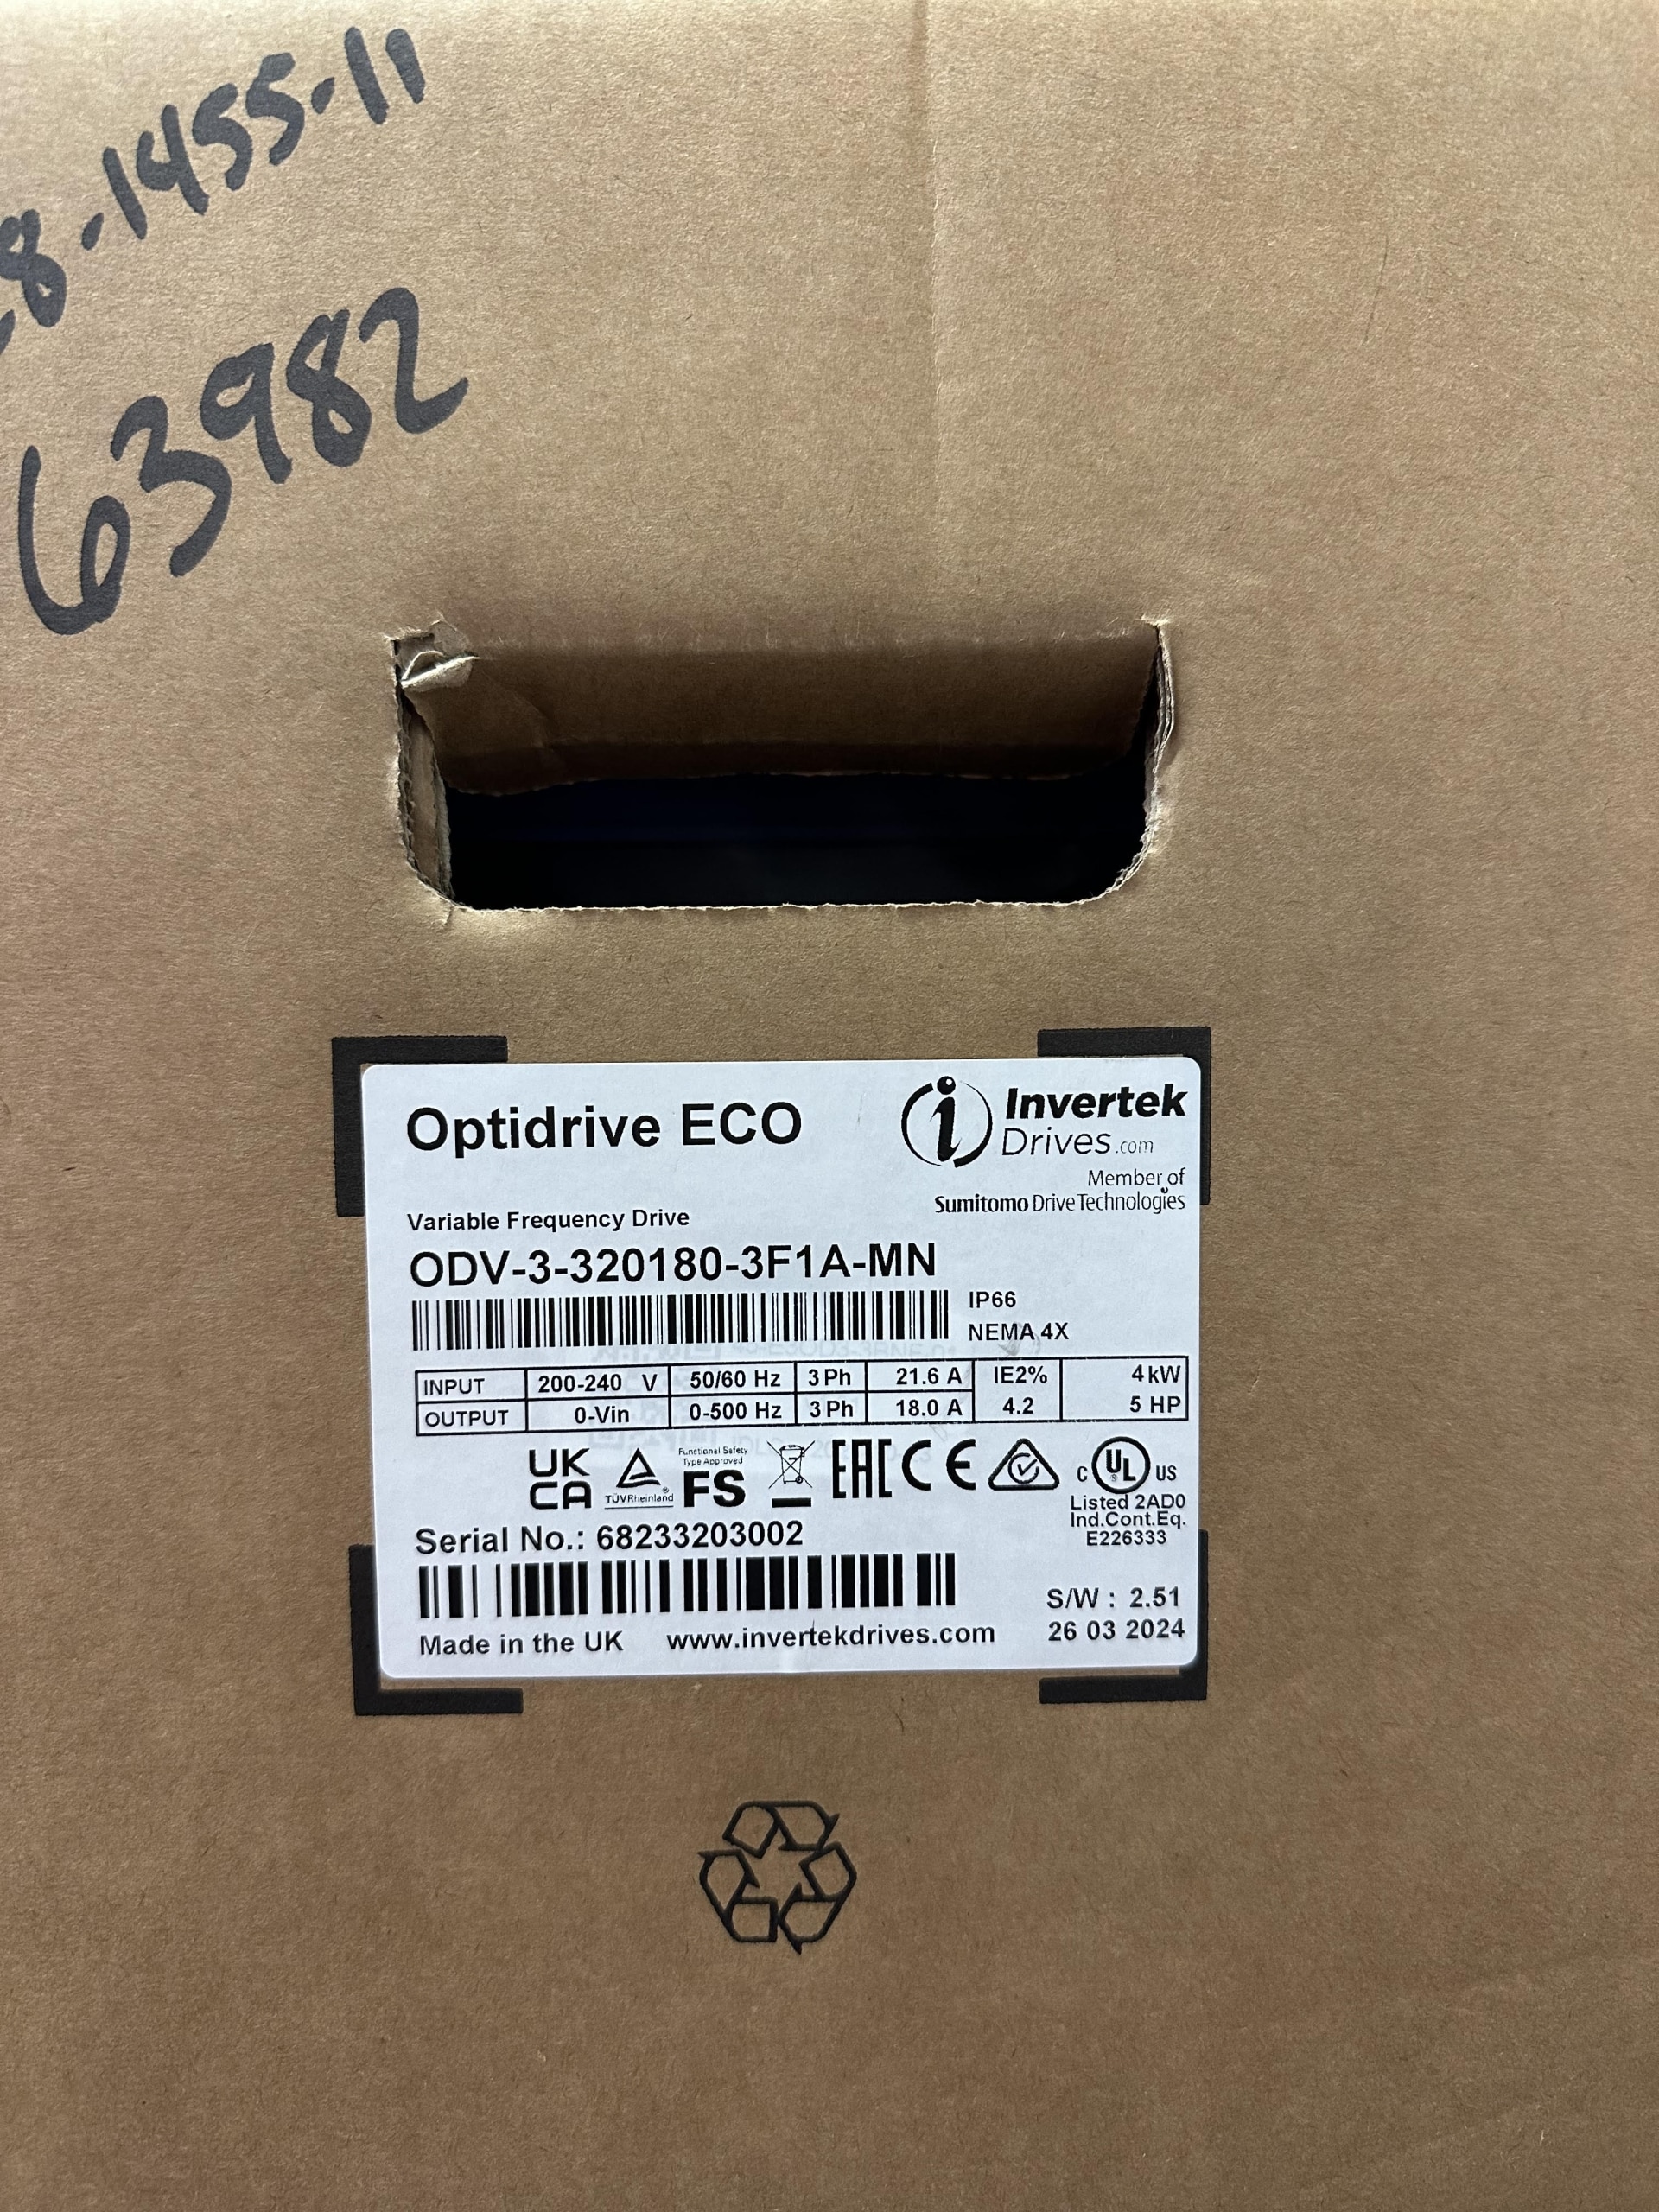 8-1455-11
63982
Optidrive ECO
Invertek
Drives.com
Member of
Sumitomo Drive Technologies
Variable Frequency Drive
ODV-3-320180-3F1A-MN
IP66
NEMA 4X
INPUT 200-240 V 50/60 Hz 3 Ph 21.6 A IE2% 4 kW
OUTPUT 0-Vin 0-500 Hz 3 Ph 18.0 A 4.2 5 HP
UK
CA
TÜVRheinland®
Functional Safety
Type Approved
FS
EAC CE
C UL US
Listed 2AD0
Ind.Cont.Eq.
E226333
Serial No.: 68233203002
S/W : 2.51
26 03 2024
Made in the UK www.invertekdrives.com